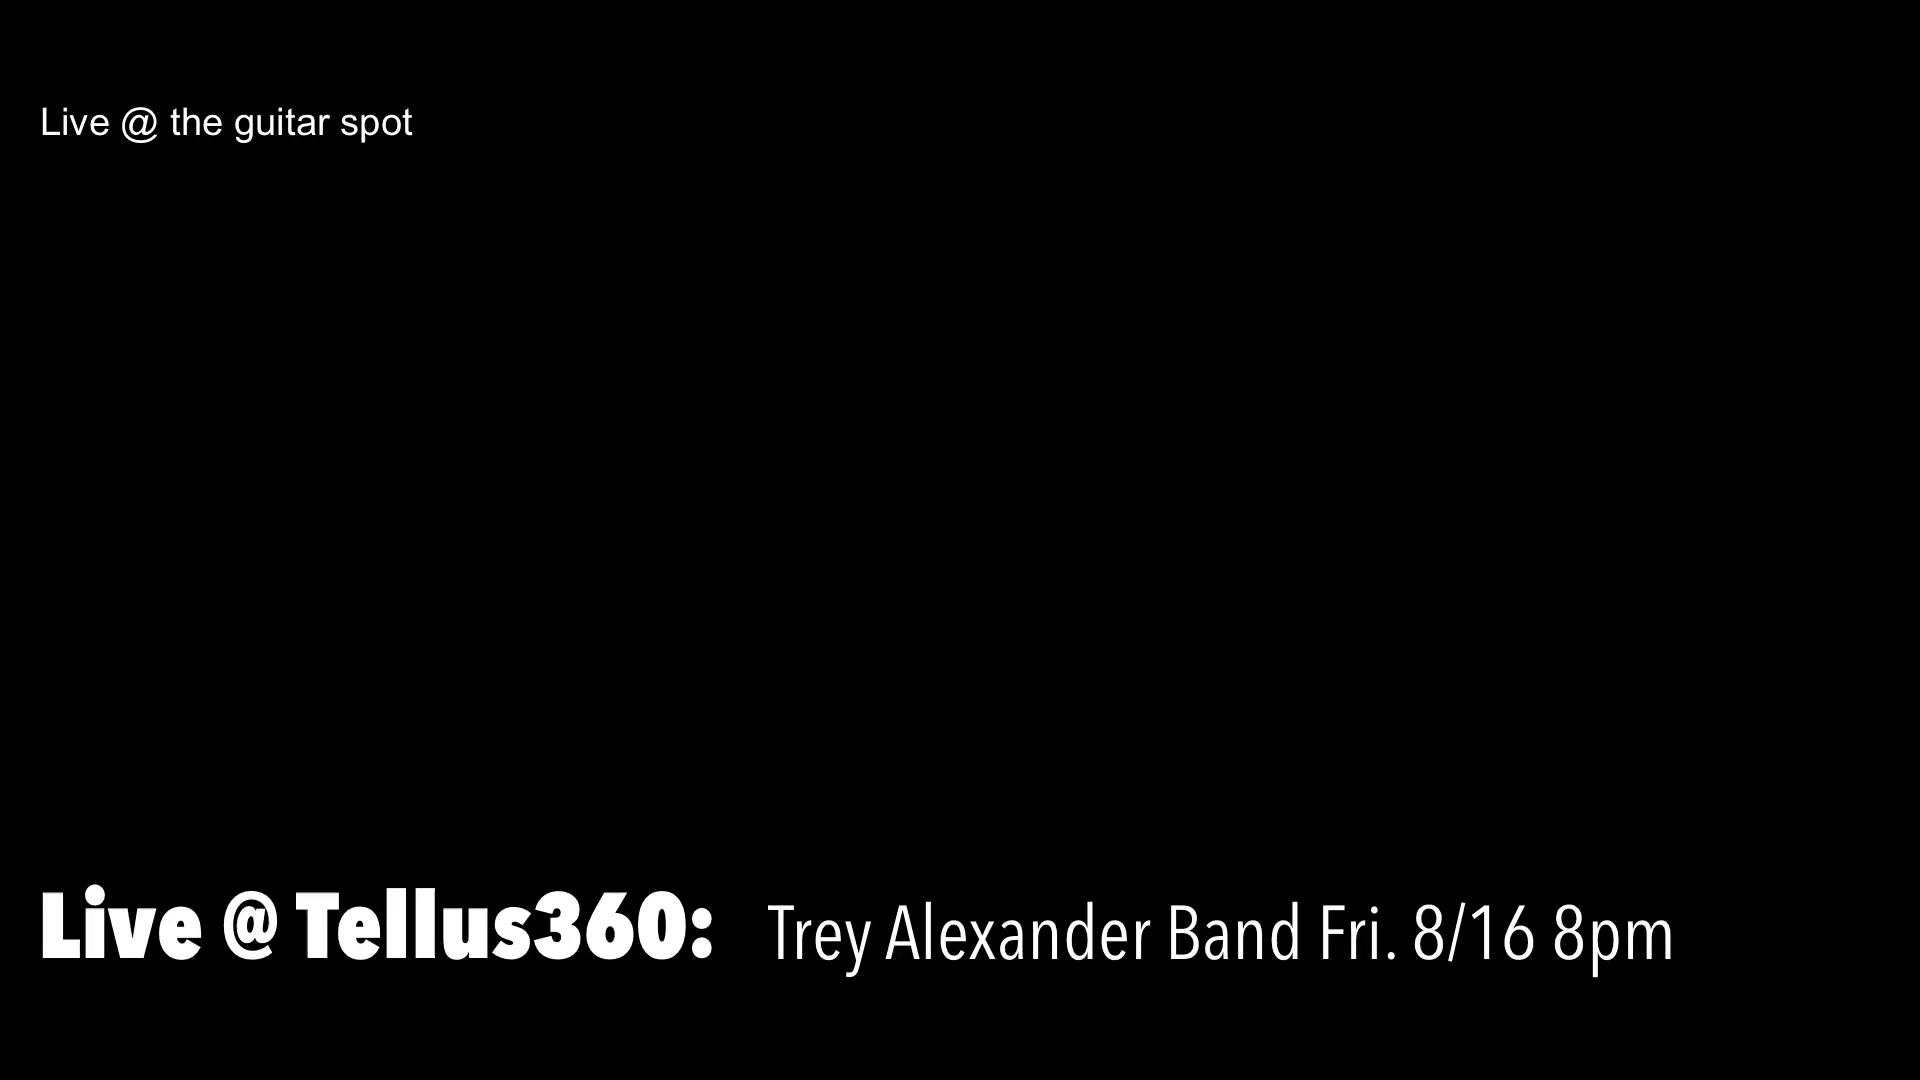 Live @ the guitar spot
Live @ Tellus360: Trey Alexander Band Fri. 8/16 8pm